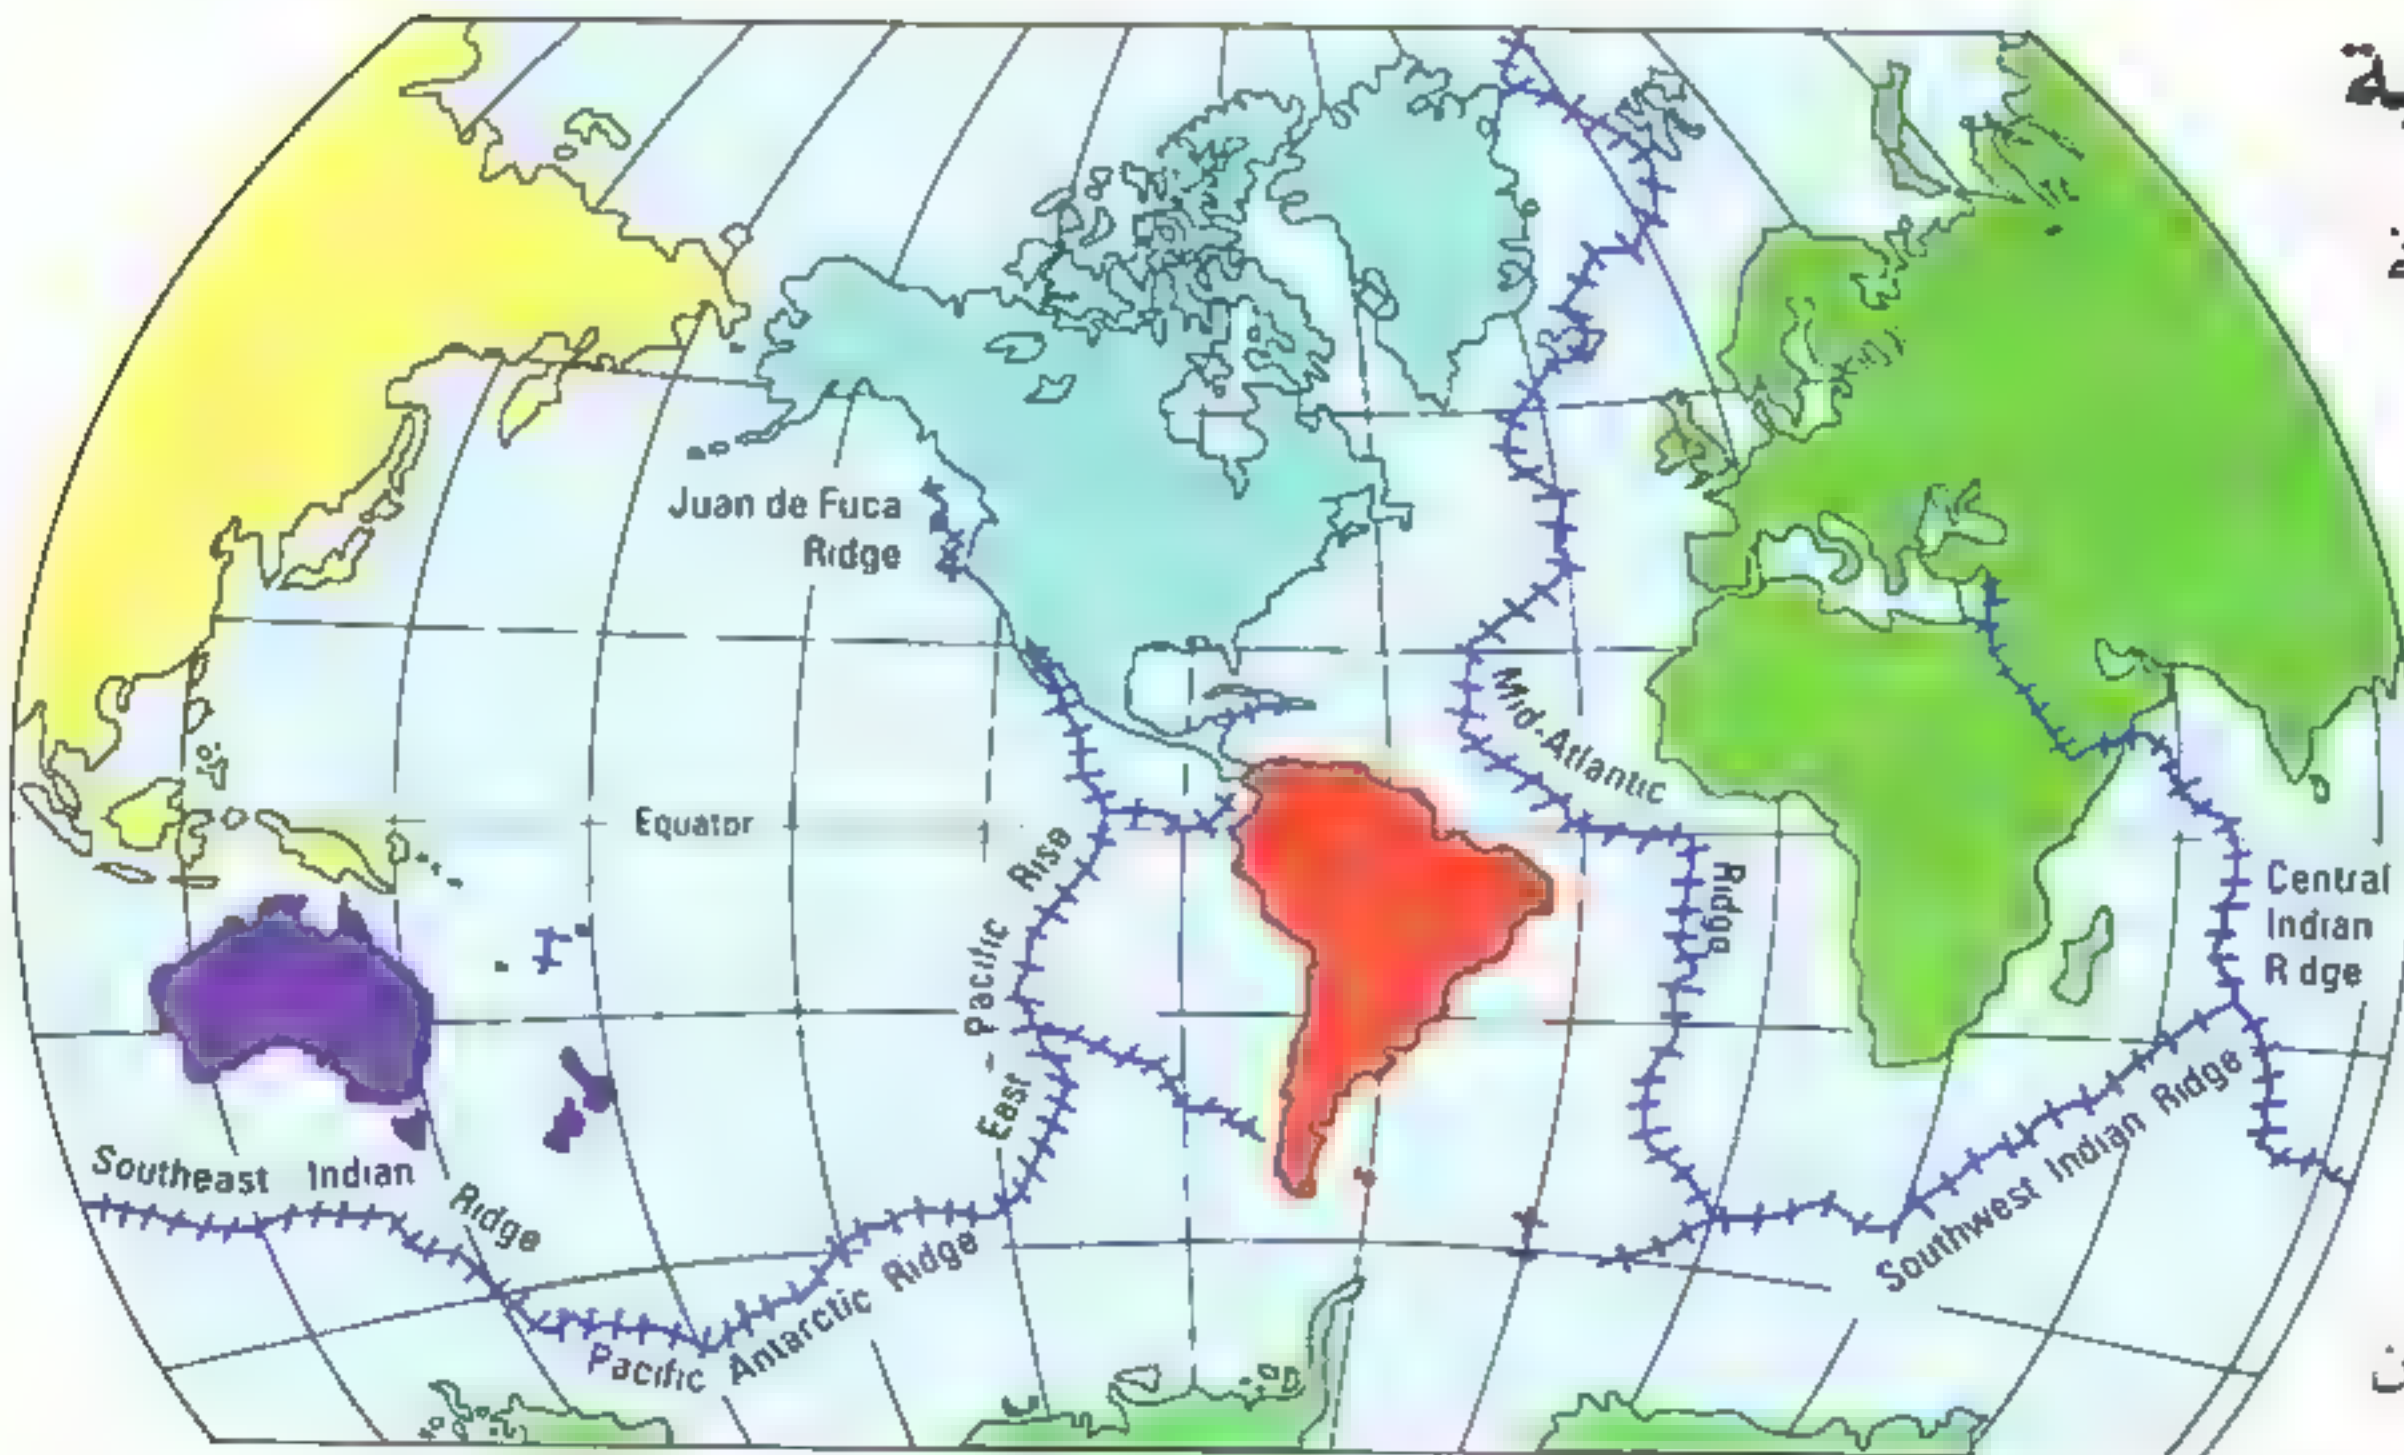 Juan de Fuca
Ridge
Mid-Atlantic
Ridge
Equator
East - Pacific Rise
Central
Indian
R dge
Southeast Indian Ridge
Southwest Indian Ridge
Pacific Antarctic Ridge